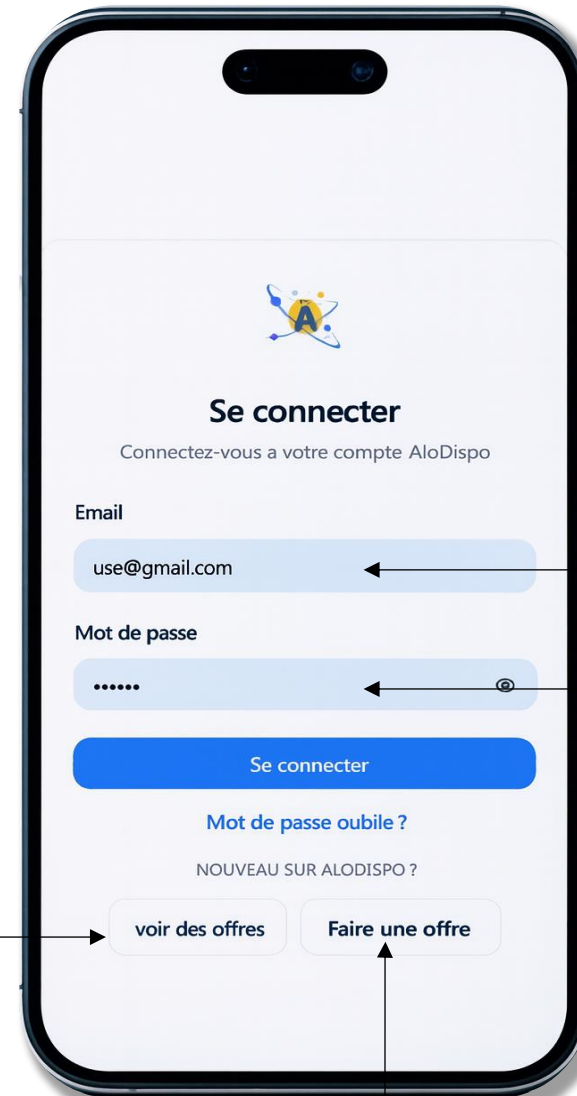 A
Se connecter
Connectez-vous a votre compte AloDispo
Email
use@gmail.com
Mot de passe
••••••
Se connecter
Mot de passe oubile ?
NOUVEAU SUR ALODISPO ?
voir des offres
Faire une offre